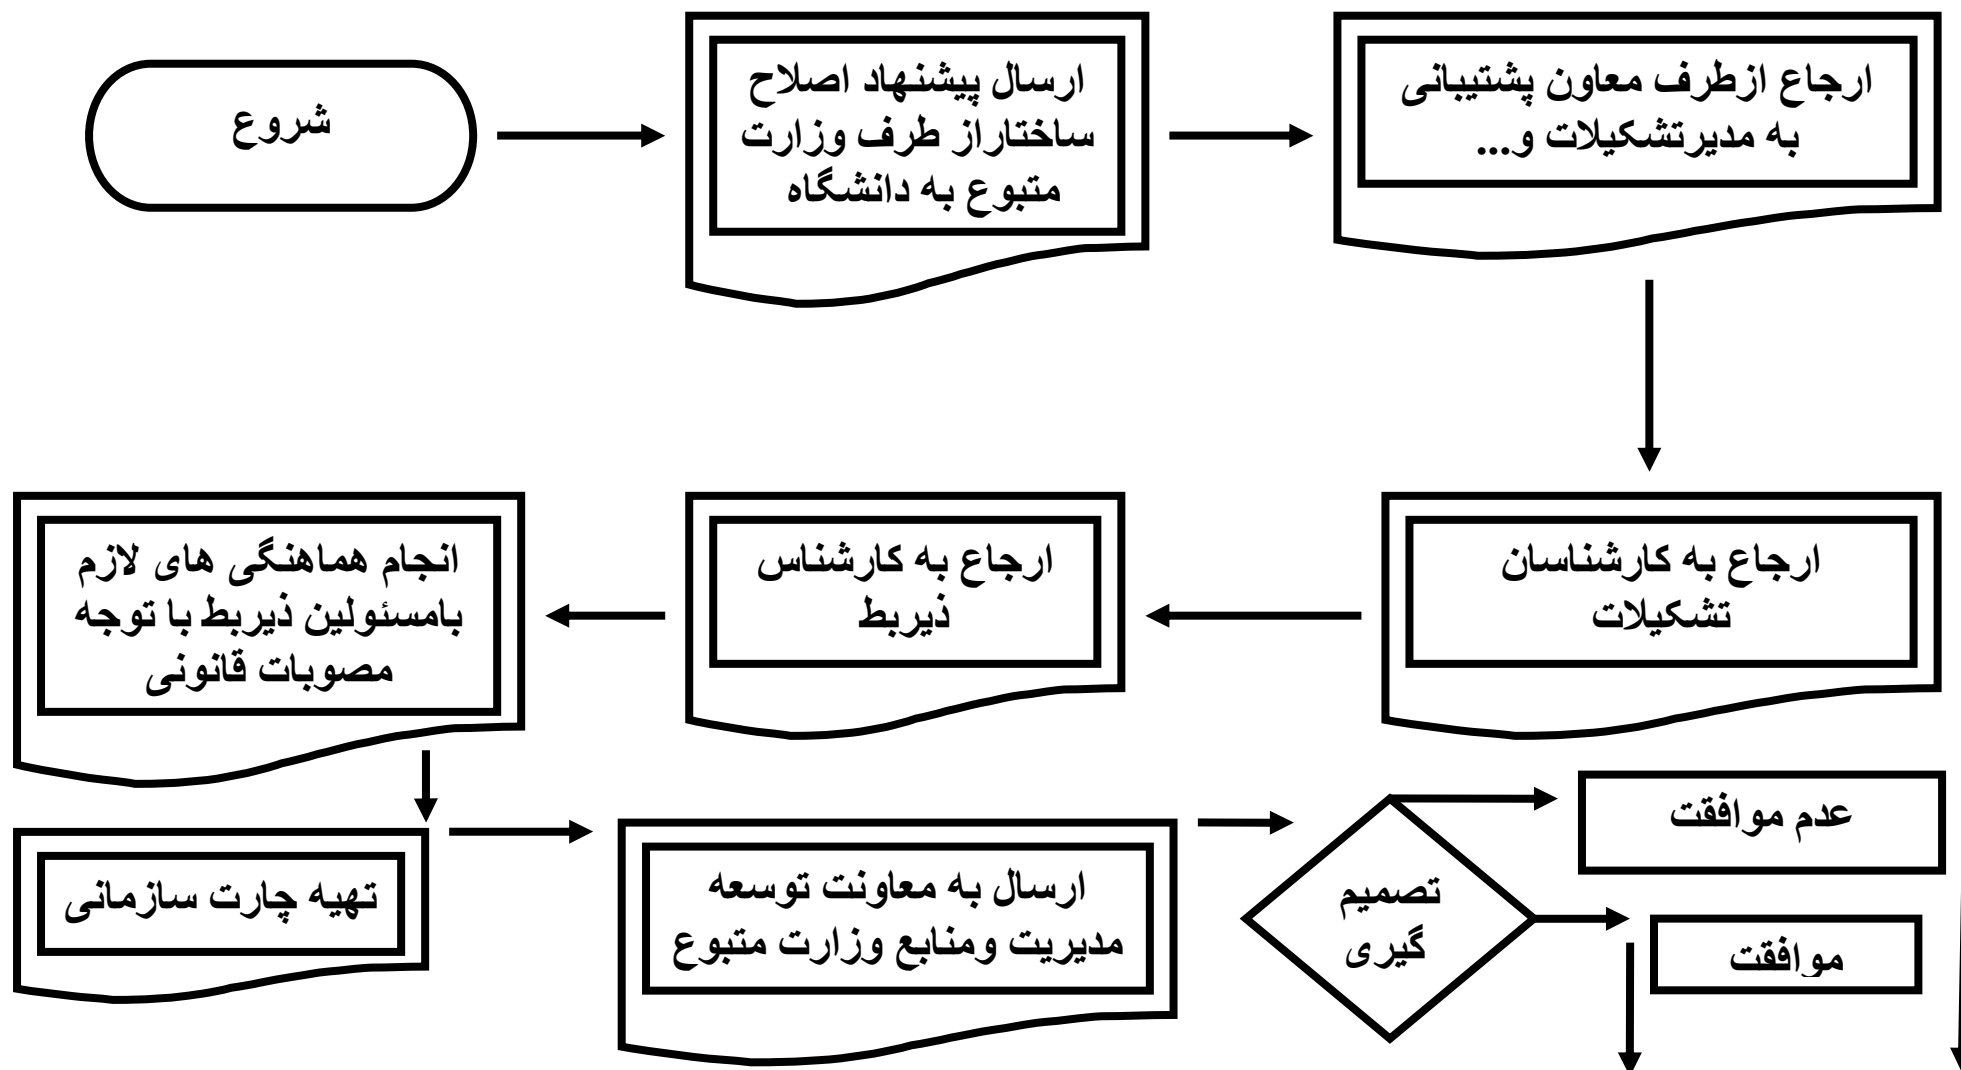 شروع
ارسال پیشنهاد اصلاح
ساختاراز طرف وزارت
متبوع به دانشگاه
ارجاع ازطرف معاون پشتیبانی
به مدیرتشکیلات و...
ارجاع به کارشناسان
تشکیلات
ارجاع به کارشناس
ذیربط
انجام هماهنگی های لازم
بامسئولین ذیربط با توجه
مصوبات قانونی
تهیه چارت سازمانی
ارسال به معاونت توسعه
مدیریت ومنابع وزارت متبوع
تصمیم
گیری
عدم موافقت
موافقت